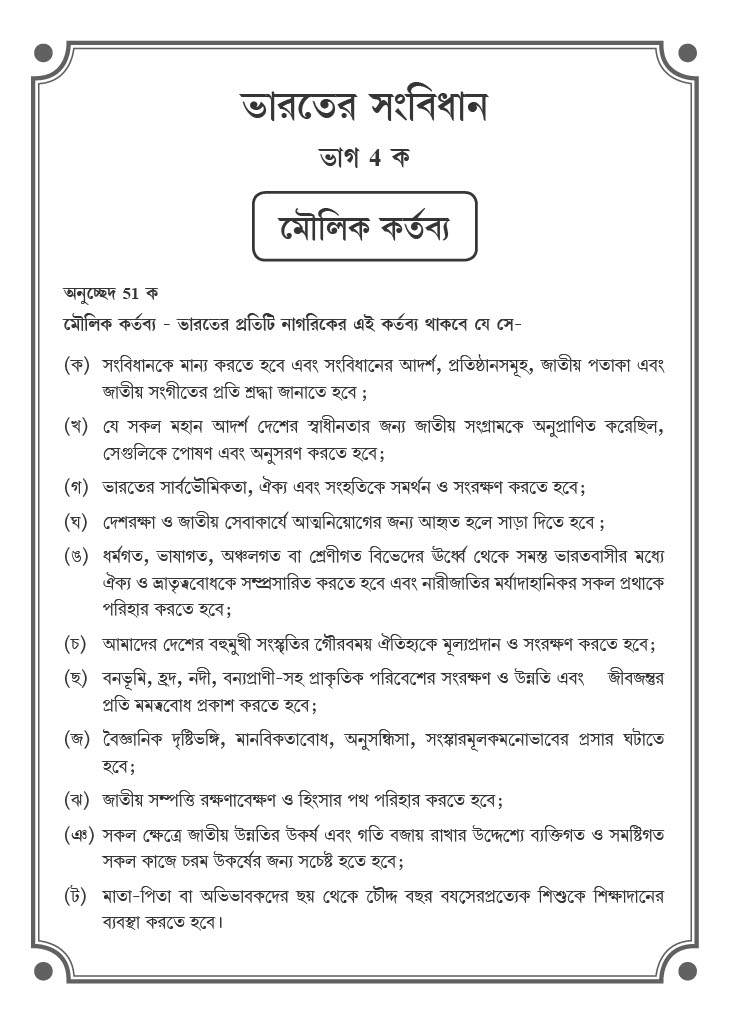 ভারতের সংবিধান
ভাগ 4 ক
মৌলিক কর্তব্য
অনুচ্ছেদ 51 ক
মৌলিক কর্তব্য - ভারতের প্রতিটি নাগরিকের এই কর্তব্য থাকবে যে সে-
(ক) সংবিধানকে মান্য করতে হবে এবং সংবিধানের আদর্শ, প্রতিষ্ঠানসমূহ, জাতীয় পতাকা এবং
জাতীয় সংগীতের প্রতি শ্রদ্ধা জানাতে হবে ;
(খ) যে সকল মহান আদর্শ দেশের স্বাধীনতার জন্য জাতীয় সংগ্রামকে অনুপ্রাণিত করেছিল,
সেগুলিকে পোষণ এবং অনুসরণ করতে হবে;
(গ) ভারতের সার্বভৌমিকতা, ঐক্য এবং সংহতিকে সমর্থন ও সংরক্ষণ করতে হবে;
(ঘ) দেশরক্ষা ও জাতীয় সেবাকার্যে আত্মনিয়োগের জন্য আহৃত হলে সাড়া দিতে হবে ;
(ঙ) ধর্মগত, ভাষাগত, অঞ্চলগত বা শ্রেণীগত বিভেদের ঊর্ধ্বে থেকে সমস্ত ভারতবাসীর মধ্যে
ঐক্য ও ভ্রাতৃত্ববোধকে সম্প্রসারিত করতে হবে এবং নারীজাতির মর্যাদাহানিকর সকল প্রথাকে
পরিহার করতে হবে;
(চ) আমাদের দেশের বহুমুখী সংস্কৃতির গৌরবময় ঐতিহ্যকে মূল্যপ্রদান ও সংরক্ষণ করতে হবে;
(ছ) বনভূমি, হ্রদ, নদী, বন্যপ্রাণী-সহ প্রাকৃতিক পরিবেশের সংরক্ষণ ও উন্নতি এবং জীবজন্তুর
প্রতি মমত্ববোধ প্রকাশ করতে হবে;
(জ) বৈজ্ঞানিক দৃষ্টিভঙ্গি, মানবিকতাবোধ, অনুসন্ধিসা, সংস্কারমূলকমনোভাবের প্রসার ঘটাতে
হবে;
(ঝ) জাতীয় সম্পত্তি রক্ষণাবেক্ষণ ও হিংসার পথ পরিহার করতে হবে;
(ঞ) সকল ক্ষেত্রে জাতীয় উন্নতির উকর্ষ এবং গতি বজায় রাখার উদ্দেশ্যে ব্যক্তিগত ও সমষ্টিগত
সকল কাজে চরম উকর্ষের জন্য সচেষ্ট হতে হবে;
(ট) মাতা-পিতা বা অভিভাবকদের ছয় থেকে চৌদ্দ বছর বযসেরপ্রত্যেক শিশুকে শিক্ষাদানের
ব্যবস্থা করতে হবে।